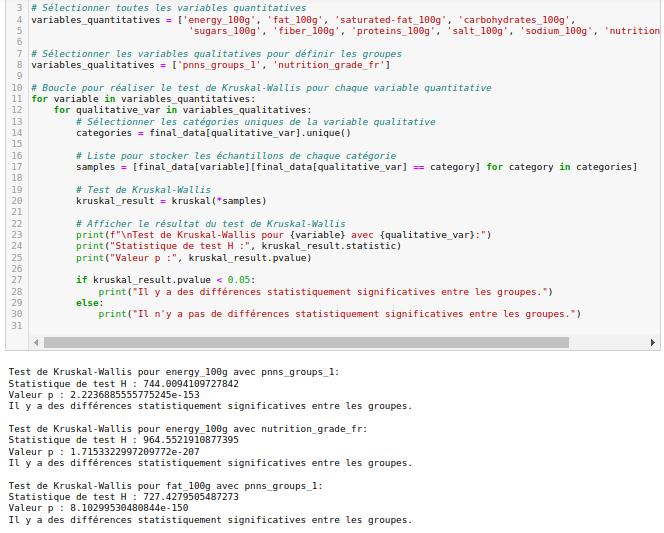 3 # Sélectionner toutes les variables quantitatives
4 variables_quantitatives = ['energy_100g', 'fat_100g', 'saturated-fat_100g', 'carbohydrates_100g',
5 'sugars_100g', 'fiber_100g', 'proteins_100g', 'salt_100g', 'sodium_100g', 'nutrition
6
7 # Sélectionner les variables qualitatives pour définir les groupes
8 variables_qualitatives = ['pnns_groups_1', 'nutrition_grade_fr']
9
10 # Boucle pour réaliser le test de Kruskal-Wallis pour chaque variable quantitative
11 for variable in variables_quantitatives:
12 for qualitative_var in variables_qualitatives:
13 # Sélectionner les catégories uniques de la variable qualitative
14 categories = final_data[qualitative_var].unique()
15
16 # Liste pour stocker les échantillons de chaque catégorie
17 samples = [final_data[variable][final_data[qualitative_var] == category] for category in categories]
18
19 # Test de Kruskal-Wallis
20 kruskal_result = kruskal(*samples)
21
22 # Afficher le résultat du test de Kruskal-Wallis
23 print(f"\nTest de Kruskal-Wallis pour {variable} avec {qualitative_var}:")
24 print("Statistique de test H :", kruskal_result.statistic)
25 print("Valeur p :", kruskal_result.pvalue)
26
27 if kruskal_result.pvalue < 0.05:
28 print("Il y a des différences statistiquement significatives entre les groupes.")
29 else:
30 print("Il n'y a pas de différences statistiquement significatives entre les groupes.")
31
Test de Kruskal-Wallis pour energy_100g avec pnns_groups_1:
Statistique de test H : 744.0094109727842
Valeur p : 2.2236885555775245e-153
Il y a des différences statistiquement significatives entre les groupes.
Test de Kruskal-Wallis pour energy_100g avec nutrition_grade_fr:
Statistique de test H : 964.5521910877395
Valeur p : 1.7153322997209772e-207
Il y a des différences statistiquement significatives entre les groupes.
Test de Kruskal-Wallis pour fat_100g avec pnns_groups_1:
Statistique de test H : 727.4279505487273
Valeur p : 8.10299530480844e-150
Il y a des différences statistiquement significatives entre les groupes.